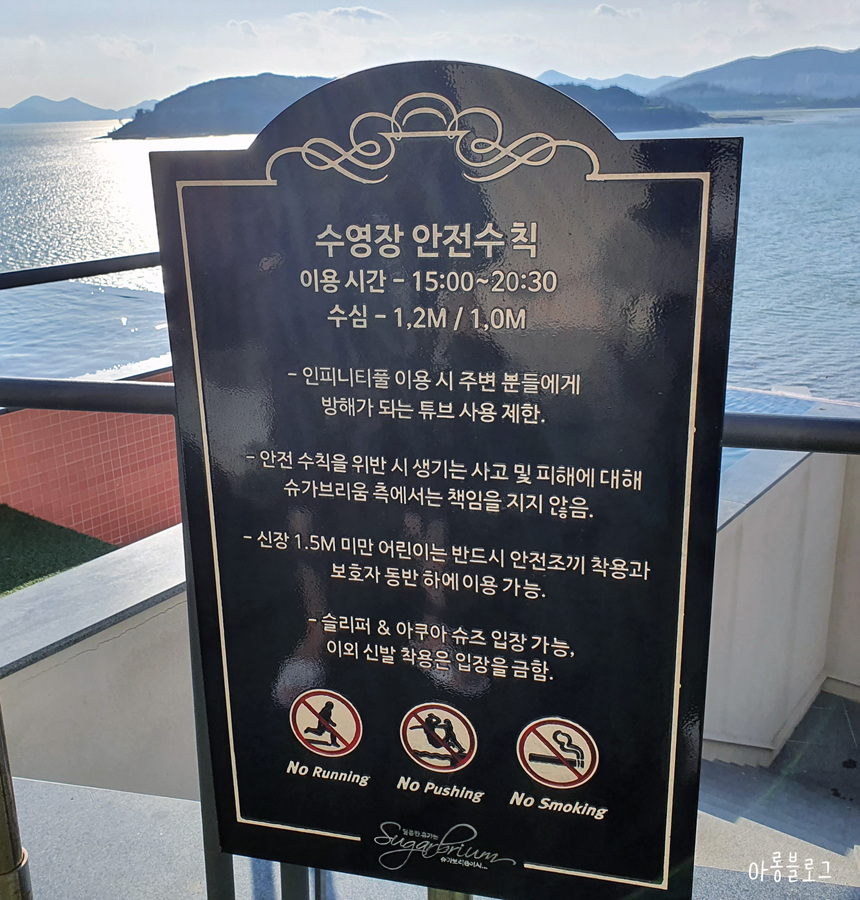 수영장 안전수칙
이용 시간 - 15:00~20:30
수심 - 1,2M / 1,0M
- 인피니티풀 이용 시 주변 분들에게
방해가 되는 튜브 사용 제한.
- 안전 수칙을 위반 시 생기는 사고 및 피해에 대해
슈가브리움 측에서는 책임을 지지 않음.
- 신장 1.5M 미만 어린이는 반드시 안전조끼 착용과
보호자 동반 하에 이용 가능.
- 슬리퍼 & 아쿠아 슈즈 입장 가능,
이외 신발 착용은 입장을 금함.
No Running
No Pushing
No Smoking
Sugarbrium
아롱블로그